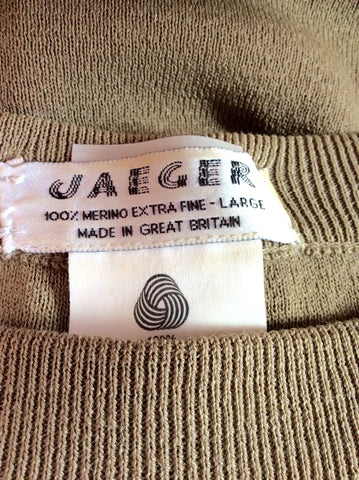 JAEGER
100% MERINO EXTRA FINE - LARGE
MADE IN GREAT BRITAIN